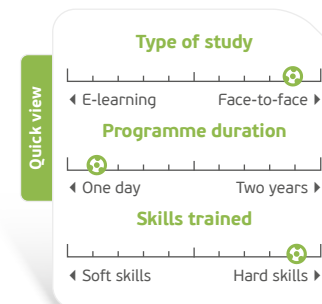 Quick view
Type of study
E-learning Face-to-face
Programme duration
One day Two years
Skills trained
Soft skills Hard skills